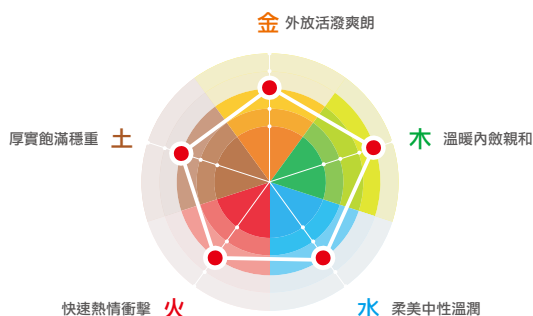 金 外放活潑爽朗
厚實飽滿穩重 土
木 溫暖內斂親和
快速熱情衝擊 火
水 柔美中性溫潤